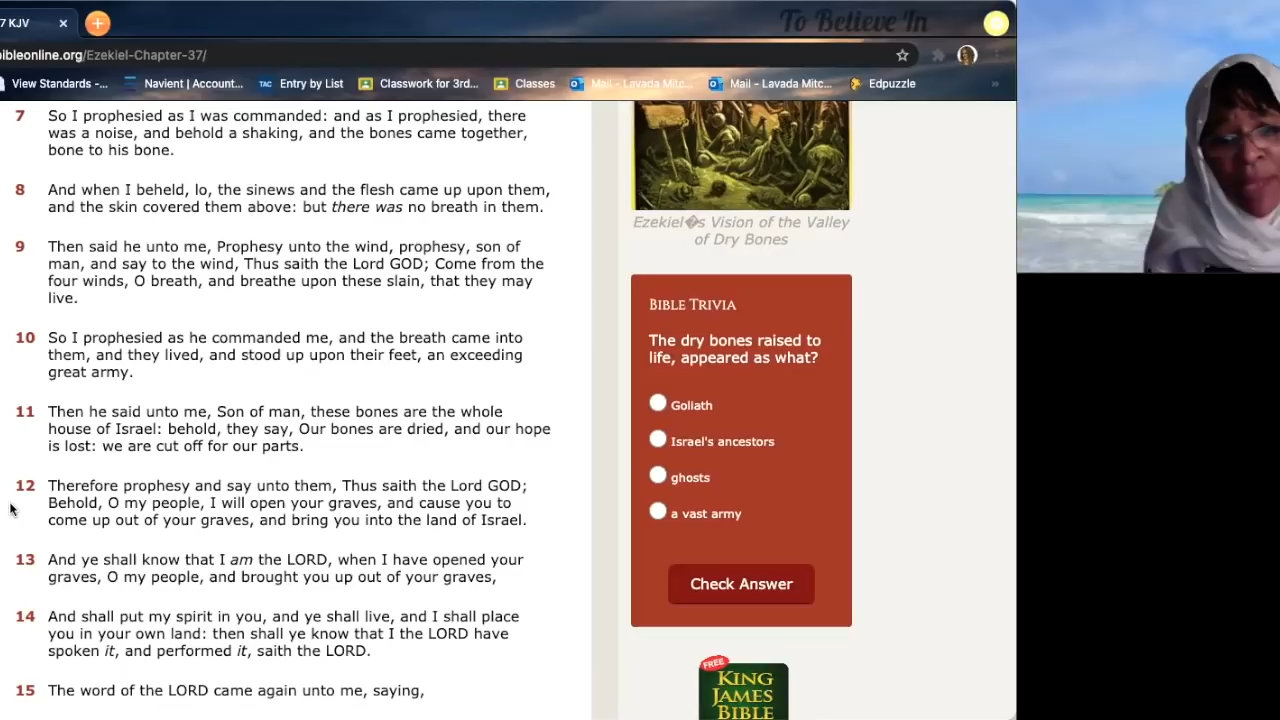 To Believe In
7 KJV
bibleonline.org/Ezekiel-Chapter-37/
View Standards -...
Navient | Account...
TAC Entry by List
Classwork for 3rd...
Classes
Mail - Lavada Mitc...
Mail - Lavada Mitc...
Edpuzzle
»
7 So I prophesied as I was commanded: and as I prophesied, there
was a noise, and behold a shaking, and the bones came together,
bone to his bone.
8 And when I beheld, lo, the sinews and the flesh came up upon them,
and the skin covered them above: but there was no breath in them.
9 Then said he unto me, Prophesy unto the wind, prophesy, son of
man, and say to the wind, Thus saith the Lord GOD; Come from the
four winds, O breath, and breathe upon these slain, that they may
live.
10 So I prophesied as he commanded me, and the breath came into
them, and they lived, and stood up upon their feet, an exceeding
great army.
11 Then he said unto me, Son of man, these bones are the whole
house of Israel: behold, they say, Our bones are dried, and our hope
is lost: we are cut off for our parts.
12 Therefore prophesy and say unto them, Thus saith the Lord GOD;
Behold, O my people, I will open your graves, and cause you to
come up out of your graves, and bring you into the land of Israel.
13 And ye shall know that I am the LORD, when I have opened your
graves, O my people, and brought you up out of your graves,
14 And shall put my spirit in you, and ye shall live, and I shall place
you in your own land: then shall ye know that I the LORD have
spoken it, and performed it, saith the LORD.
15 The word of the LORD came again unto me, saying,
Ezekiel�s Vision of the Valley
of Dry Bones
BIBLE TRIVIA
The dry bones raised to
life, appeared as what?
Goliath
Israel's ancestors
ghosts
a vast army
Check Answer
FREE
KING
JAMES
BIBLE